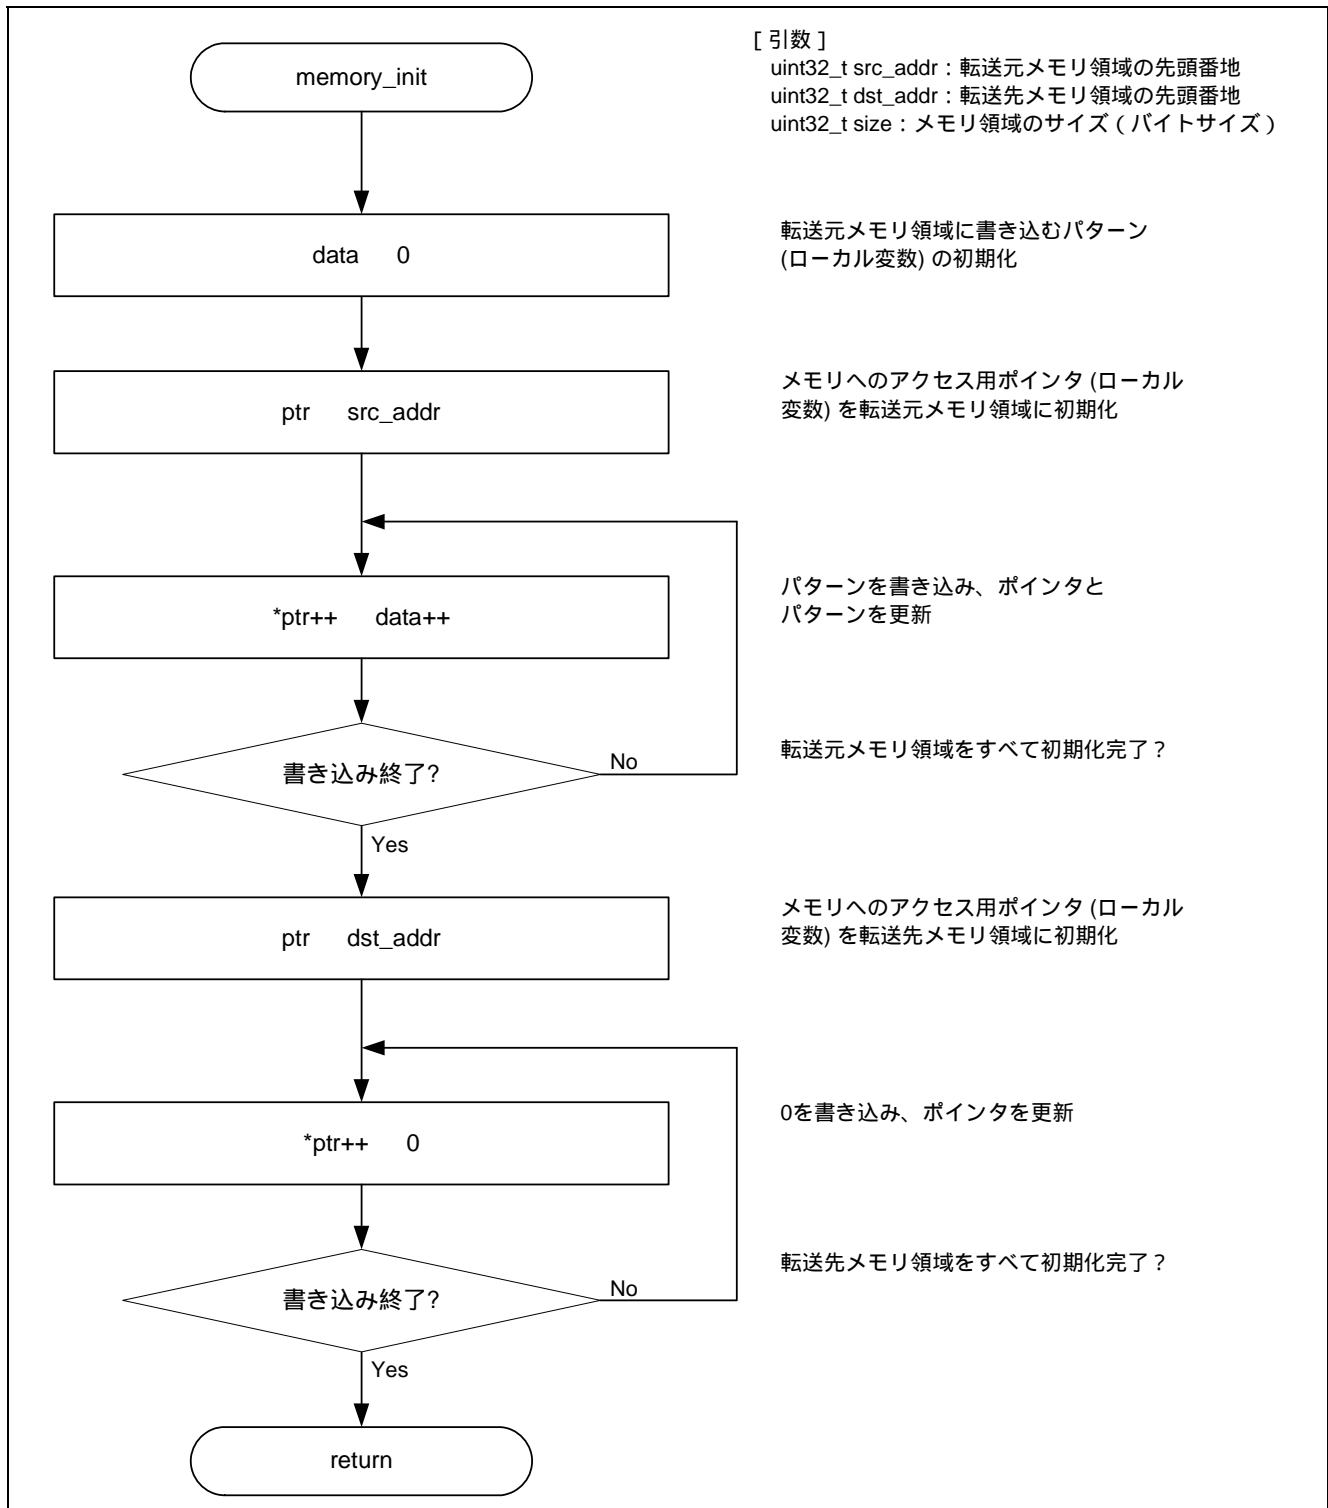 memory_init
[ 引数 ]
uint32_t src_addr：転送元メモリ領域の先頭番地
uint32_t dst_addr：転送先メモリ領域の先頭番地
uint32_t size：メモリ領域のサイズ（バイトサイズ）
data 0
転送元メモリ領域に書き込むパターン
(ローカル変数) の初期化
ptr src_addr
メモリへのアクセス用ポインタ (ローカル
変数) を転送元メモリ領域に初期化
*ptr++ data++
パターンを書き込み、ポインタと
パターンを更新
書き込み終了?
No
転送元メモリ領域をすべて初期化完了？
Yes
ptr dst_addr
メモリへのアクセス用ポインタ (ローカル
変数) を転送先メモリ領域に初期化
*ptr++ 0
0を書き込み、ポインタを更新
書き込み終了?
No
転送先メモリ領域をすべて初期化完了？
Yes
return